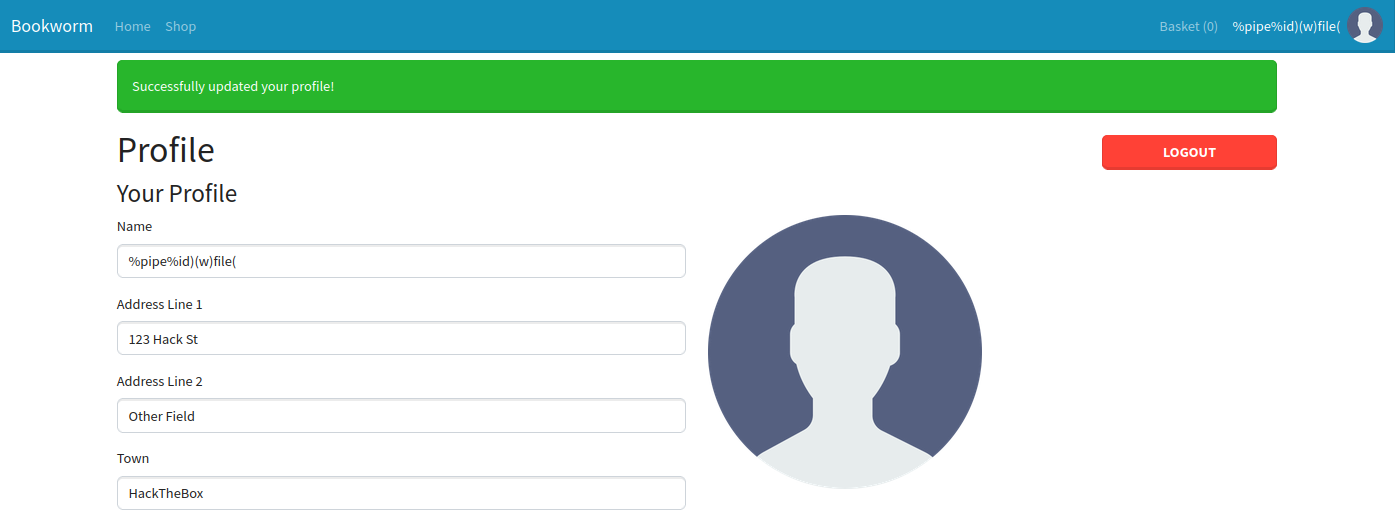 Bookworm Home Shop Basket (0) %pipe%id)(w)file(
Successfully updated your profile!
Profile
LOGOUT
Your Profile
Name
%pipe%id)(w)file(
Address Line 1
123 Hack St
Address Line 2
Other Field
Town
HackTheBox